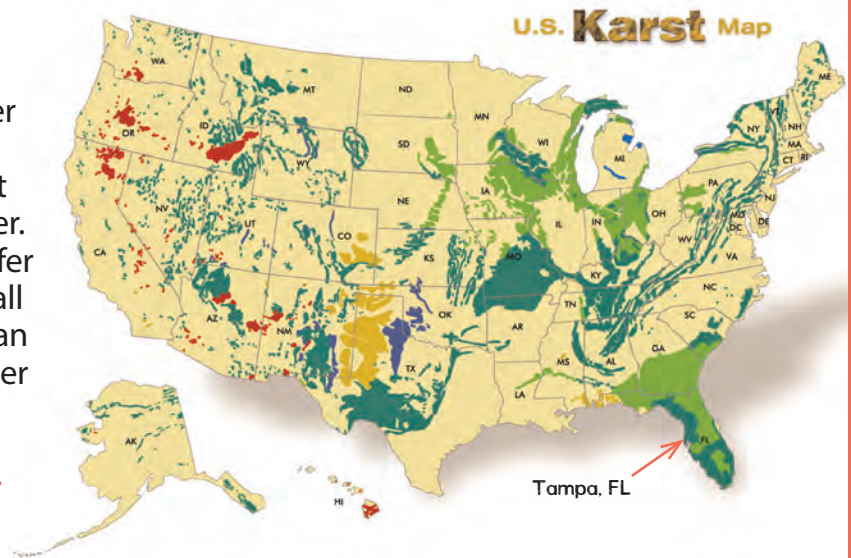 U.S. Karst Map
er
t
er.
fer
all
an
er
WA
MT
ND
MN
ME
OR
ID
WY
SD
WI
MI
NY
VT
NH
MA
CT
RI
NV
UT
NE
IA
IL
IN
OH
PA
NJ
MD
DE
DC
CA
CO
KS
MO
KY
WV
VA
AZ
NM
OK
TX
AR
TN
NC
SC
MS
AL
GA
LA
FL
AK
HI
Tampa, FL